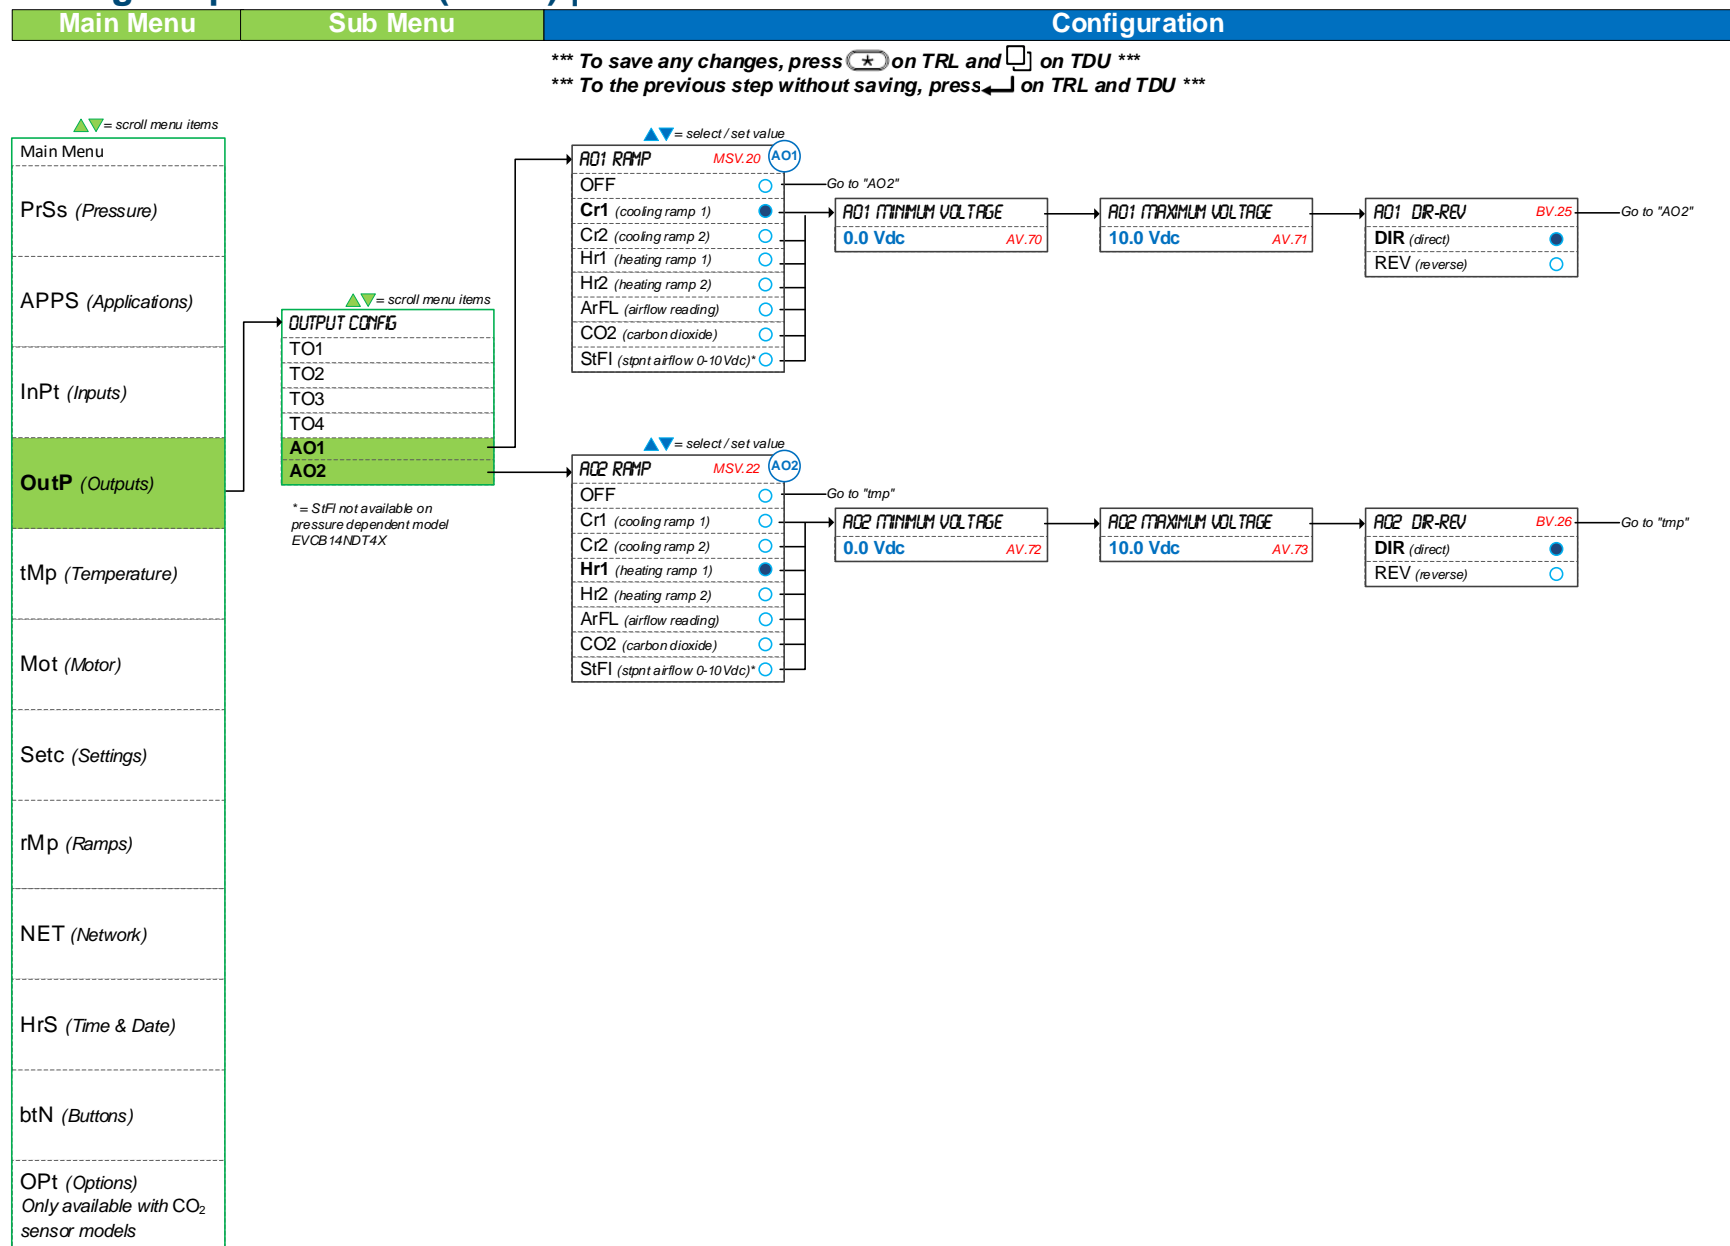 Main Menu
Sub Menu
Configuration
*** To save any changes, press * on TRL and on TDU ***
*** To the previous step without saving, press on TRL and TDU ***
= scroll menu items
Main Menu
PrSs (Pressure)
APPS (Applications)
InPt (Inputs)
OutP (Outputs)
tMp (Temperature)
Mot (Motor)
Setc (Settings)
rMp (Ramps)
NET (Network)
HrS (Time & Date)
btN (Buttons)
OPt (Options)
Only available with CO₂
sensor models
= scroll menu items
OUTPUT CONFIG
TO1
TO2
TO3
TO4
AO1
AO2
* = StFl not available on
pressure dependent model
EVCB14NDT4X
= select / set value
AO1 RAMP MSV.20 AO1
OFF
Go to "AO2"
Cr1 (cooling ramp 1)
Cr2 (cooling ramp 2)
Hr1 (heating ramp 1)
Hr2 (heating ramp 2)
ArFL (airflow reading)
CO2 (carbon dioxide)
StFl (stpnt airflow 0-10Vdc)*
AO1 MINIMUM VOLTAGE
0.0 Vdc AV.70
AO1 MAXIMUM VOLTAGE
10.0 Vdc AV.71
AO1 DIR-REV BV.25
DIR (direct)
REV (reverse)
Go to "AO2"
= select / set value
AO2 RAMP MSV.22 AO2
OFF
Go to "tmp"
Cr1 (cooling ramp 1)
Cr2 (cooling ramp 2)
Hr1 (heating ramp 1)
Hr2 (heating ramp 2)
ArFL (airflow reading)
CO2 (carbon dioxide)
StFl (stpnt airflow 0-10Vdc)*
AO2 MINIMUM VOLTAGE
0.0 Vdc AV.72
AO2 MAXIMUM VOLTAGE
10.0 Vdc AV.73
AO2 DIR-REV BV.26
DIR (direct)
REV (reverse)
Go to "tmp"